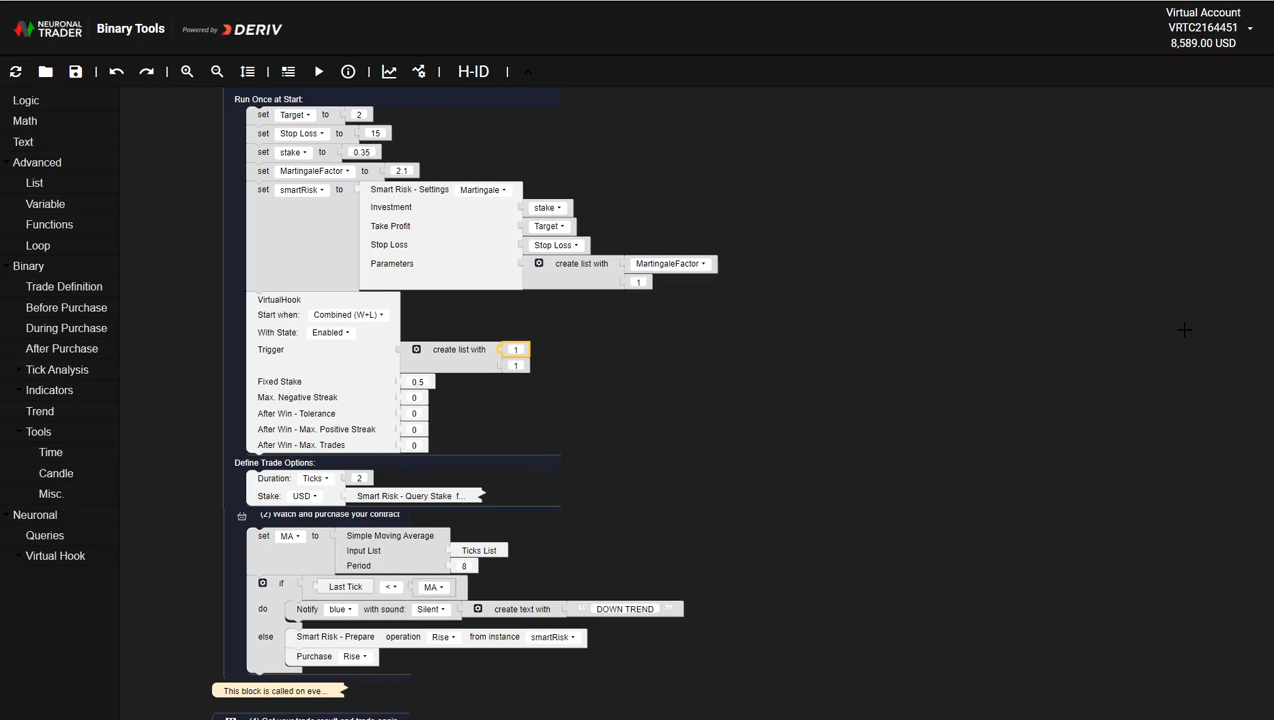 NEURONAL TRADER
Binary Tools
Powered by DERIV
Virtual Account
VRTC2164451
8,589.00 USD
H-ID
Logic
Math
Text
Advanced
List
Variable
Functions
Loop
Binary
Trade Definition
Before Purchase
During Purchase
After Purchase
Tick Analysis
Indicators
Trend
Tools
Time
Candle
Misc.
Neuronal
Queries
Virtual Hook
Run Once at Start:
set Target to 2
set Stop Loss to 15
set stake to 0.35
set MartingaleFactor to 2.1
set smartRisk to Smart Risk - Settings Martingale
Investment stake
Take Profit Target
Stop Loss Stop Loss
Parameters create list with MartingaleFactor
1
VirtualHook
Start when: Combined (W+L)
With State: Enabled
Trigger create list with 1
1
Fixed Stake 0.5
Max. Negative Streak 0
After Win - Tolerance 0
After Win - Max. Positive Streak 0
After Win - Max. Trades 0
Define Trade Options:
Duration: Ticks 2
Stake: USD Smart Risk - Query Stake f...
(2) Watch and purchase your contract
set MA to Simple Moving Average
Input List Ticks List
Period 8
if Last Tick < MA
do Notify blue with sound: Silent create text with “ DOWN TREND ”
else Smart Risk - Prepare operation Rise from instance smartRisk
Purchase Rise
This block is called on eve...
(4) Get your trade result and trade again